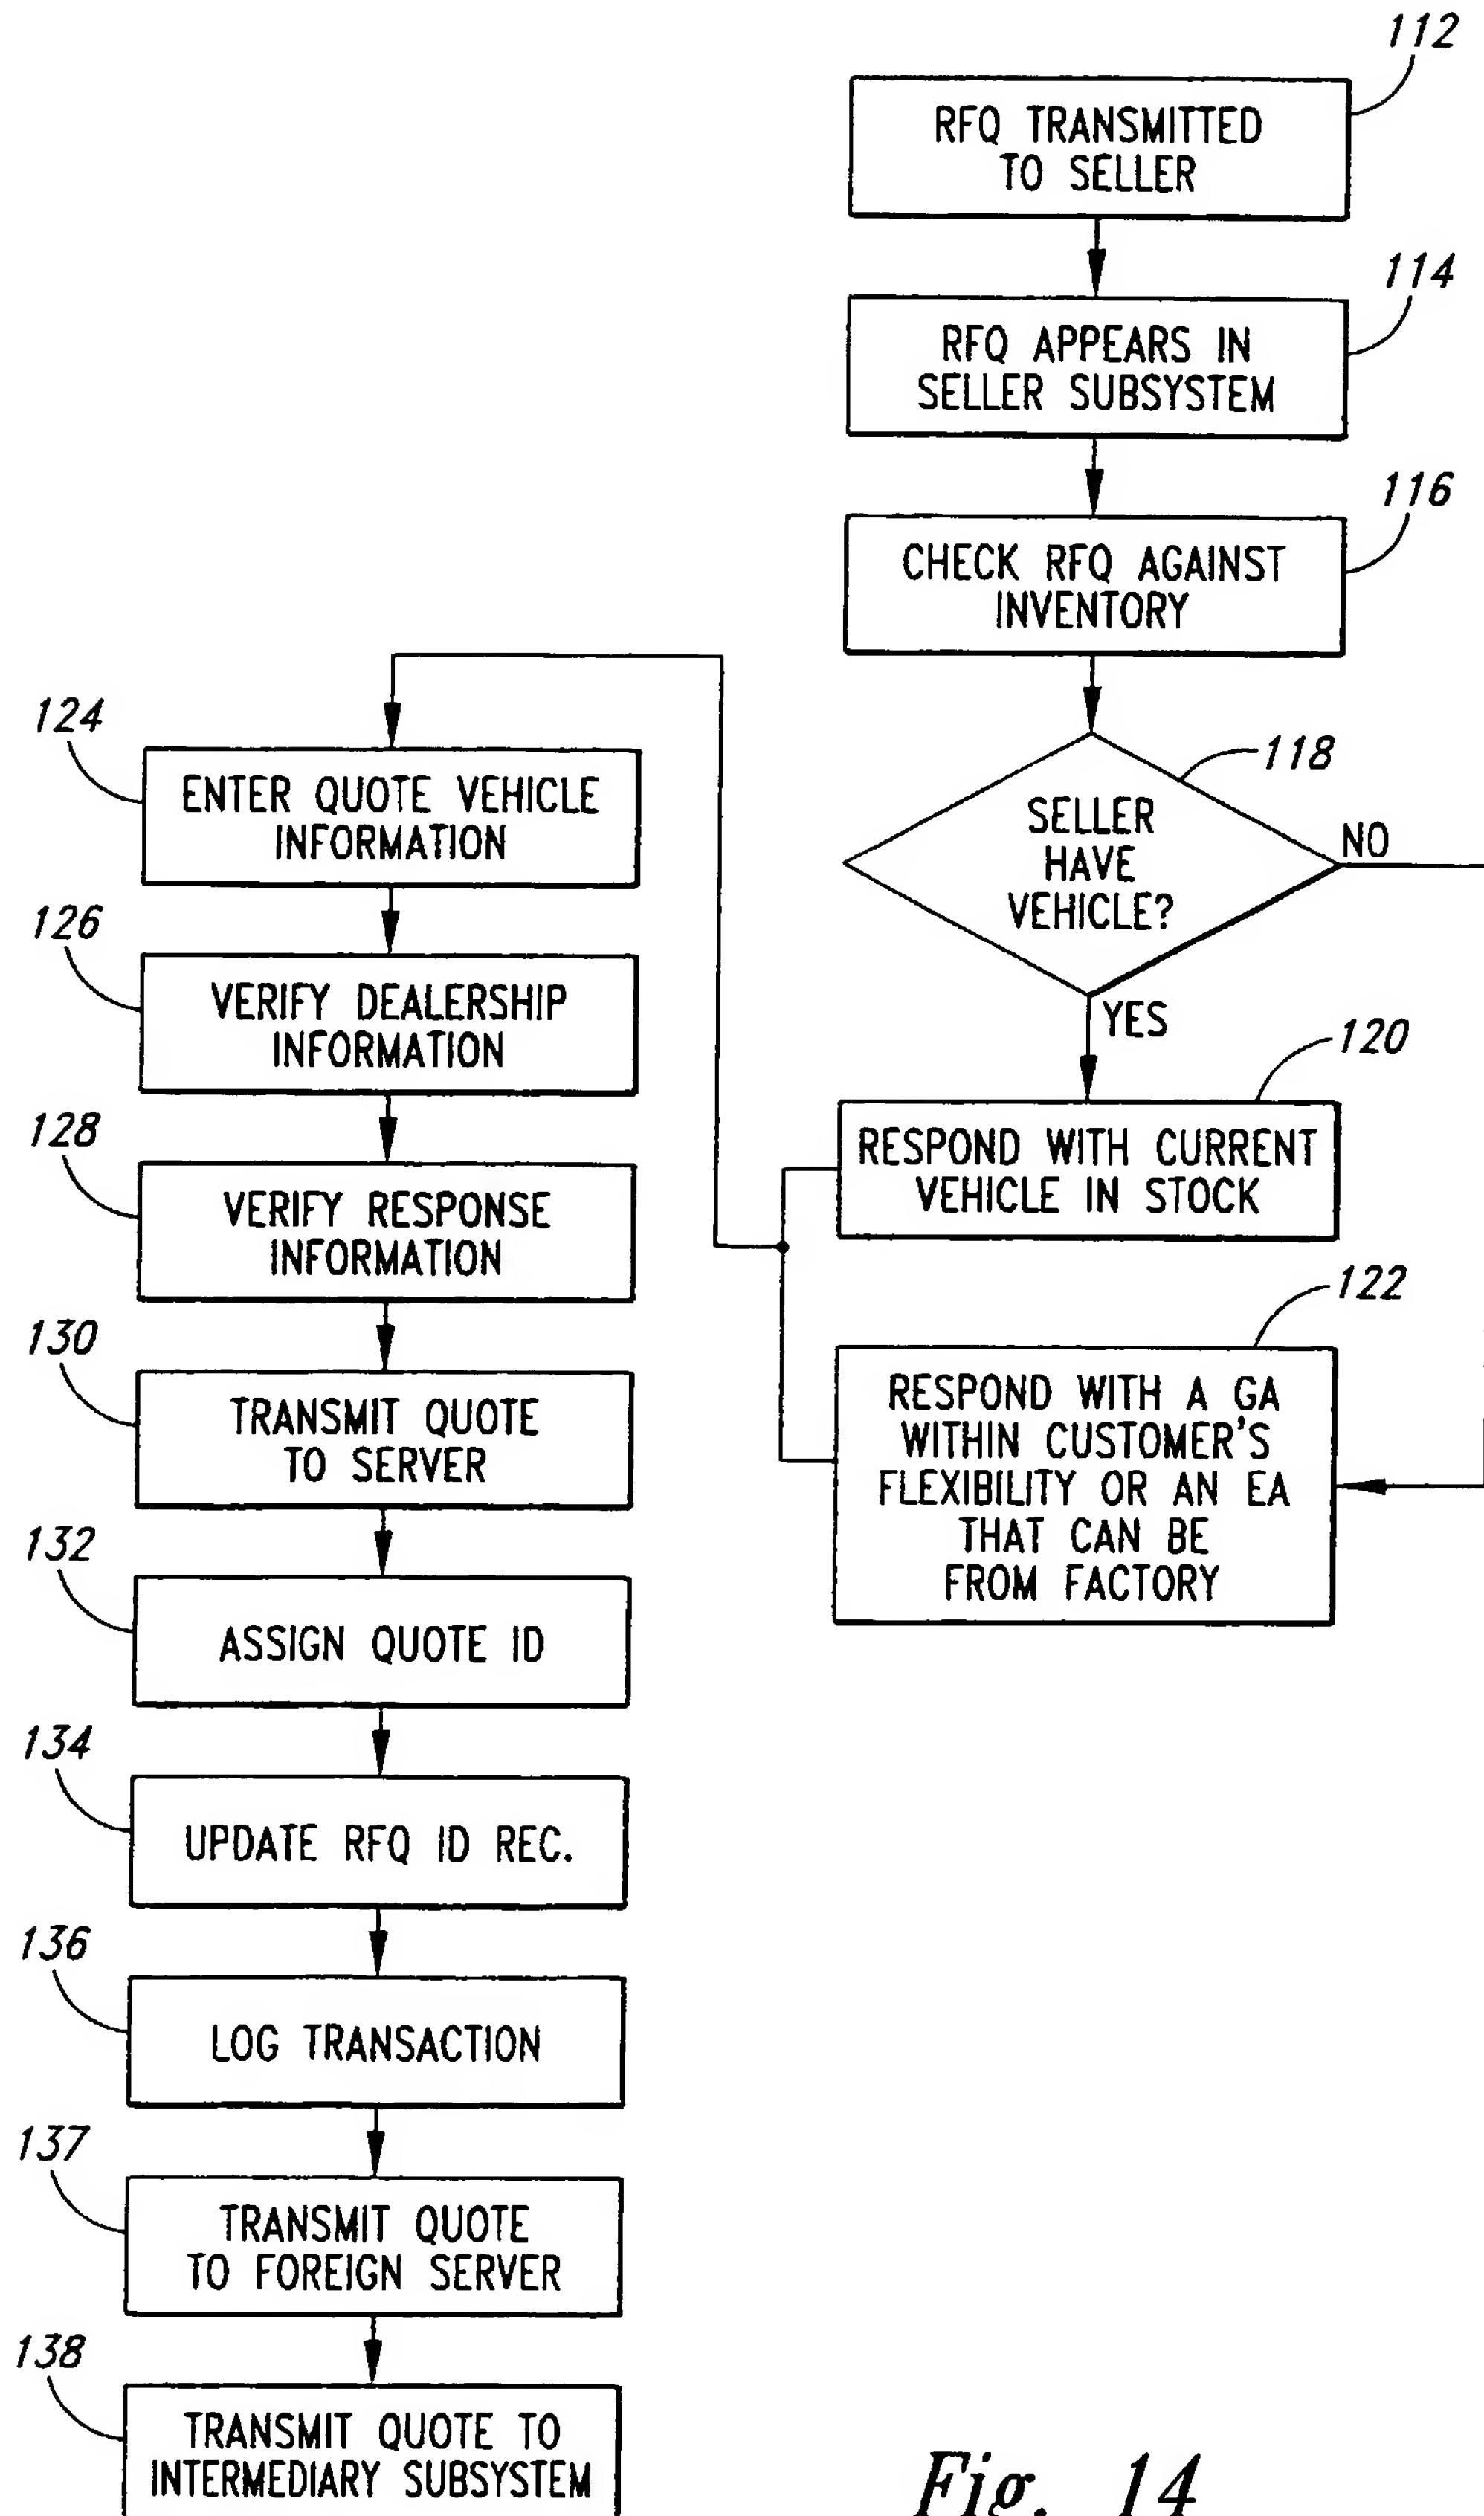 112
RFQ TRANSMITTED
TO SELLER
114
RFQ APPEARS IN
SELLER SUBSYSTEM
116
CHECK RFQ AGAINST
INVENTORY
118
SELLER
HAVE
VEHICLE?
NO
YES
120
RESPOND WITH CURRENT
VEHICLE IN STOCK
122
RESPOND WITH A GA
WITHIN CUSTOMER'S
FLEXIBILITY OR AN EA
THAT CAN BE
FROM FACTORY
124
ENTER QUOTE VEHICLE
INFORMATION
126
VERIFY DEALERSHIP
INFORMATION
128
VERIFY RESPONSE
INFORMATION
130
TRANSMIT QUOTE
TO SERVER
132
ASSIGN QUOTE ID
134
UPDATE RFQ ID REC.
136
LOG TRANSACTION
137
TRANSMIT QUOTE
TO FOREIGN SERVER
138
TRANSMIT QUOTE TO
INTERMEDIARY SUBSYSTEM
Fig. 14